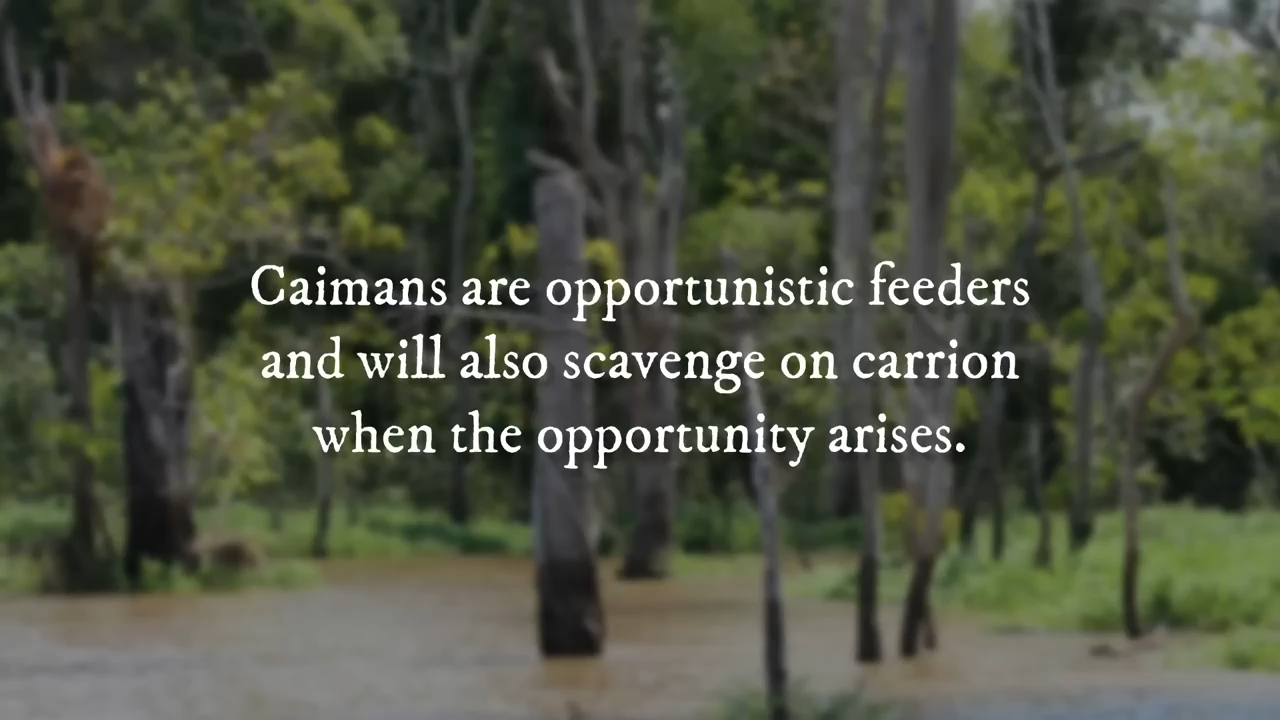 Caimans are opportunistic feeders
and will also scavenge on carrion
when the opportunity arises.